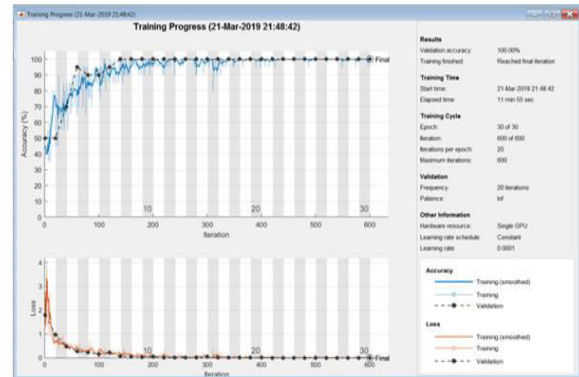 Training Progress (21-Mar-2019 21:48:42)
Training Progress (21-Mar-2019 21:48:42)
Accuracy (%)
100
90
80
70
60
50
40
30
20
10
0
Final
10
20
30
0
100
200
300
400
500
600
Iteration
Loss
4
3
2
1
0
Final
10
20
30
0
100
200
300
400
500
600
Iteration
Results
Validation accuracy: 100.00%
Training finished: Reached final iteration
Training Time
Start time: 21-Mar-2019 21:48:42
Elapsed time: 11 min 55 sec
Training Cycle
Epoch: 30 of 30
Iteration: 600 of 600
Iterations per epoch: 20
Maximum iterations: 600
Validation
Frequency: 20 iterations
Patience: Inf
Other Information
Hardware resource: Single GPU
Learning rate schedule: Constant
Learning rate: 0.0001
Accuracy
Training (smoothed)
Training
Validation
Loss
Training (smoothed)
Training
Validation